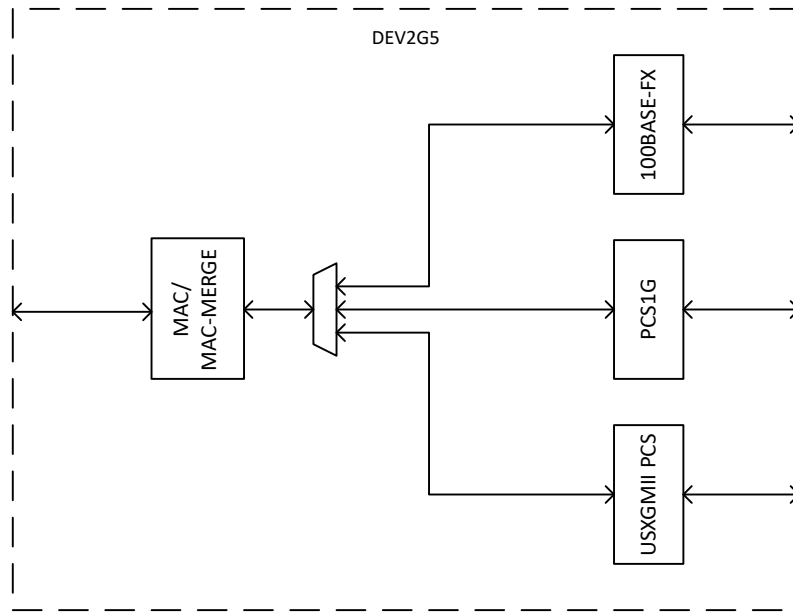 DEV2G5
100BASE-FX
MAC/
MAC-MERGE
PCS1G
USXGMII PCS